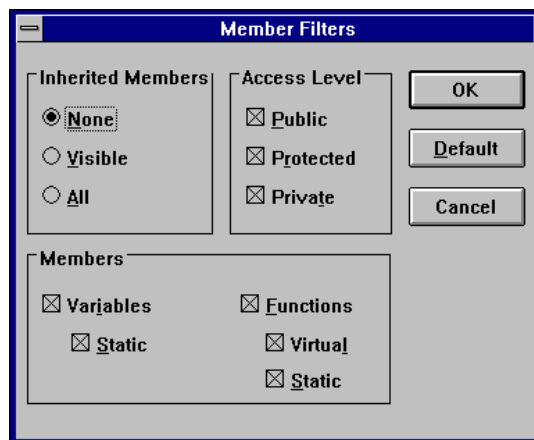 Member Filters
Inherited Members
None
Visible
All
Access Level
Public
Protected
Private
OK
Default
Cancel
Members
Variables
Static
Functions
Virtual
Static